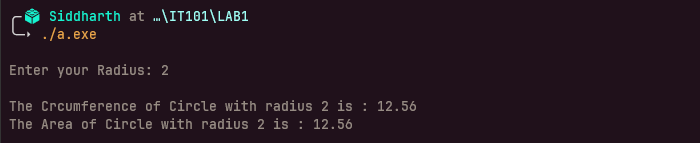 Siddharth at …\IT101\LAB1
./a.exe
Enter your Radius: 2
The Crcumference of Circle with radius 2 is : 12.56
The Area of Circle with radius 2 is : 12.56